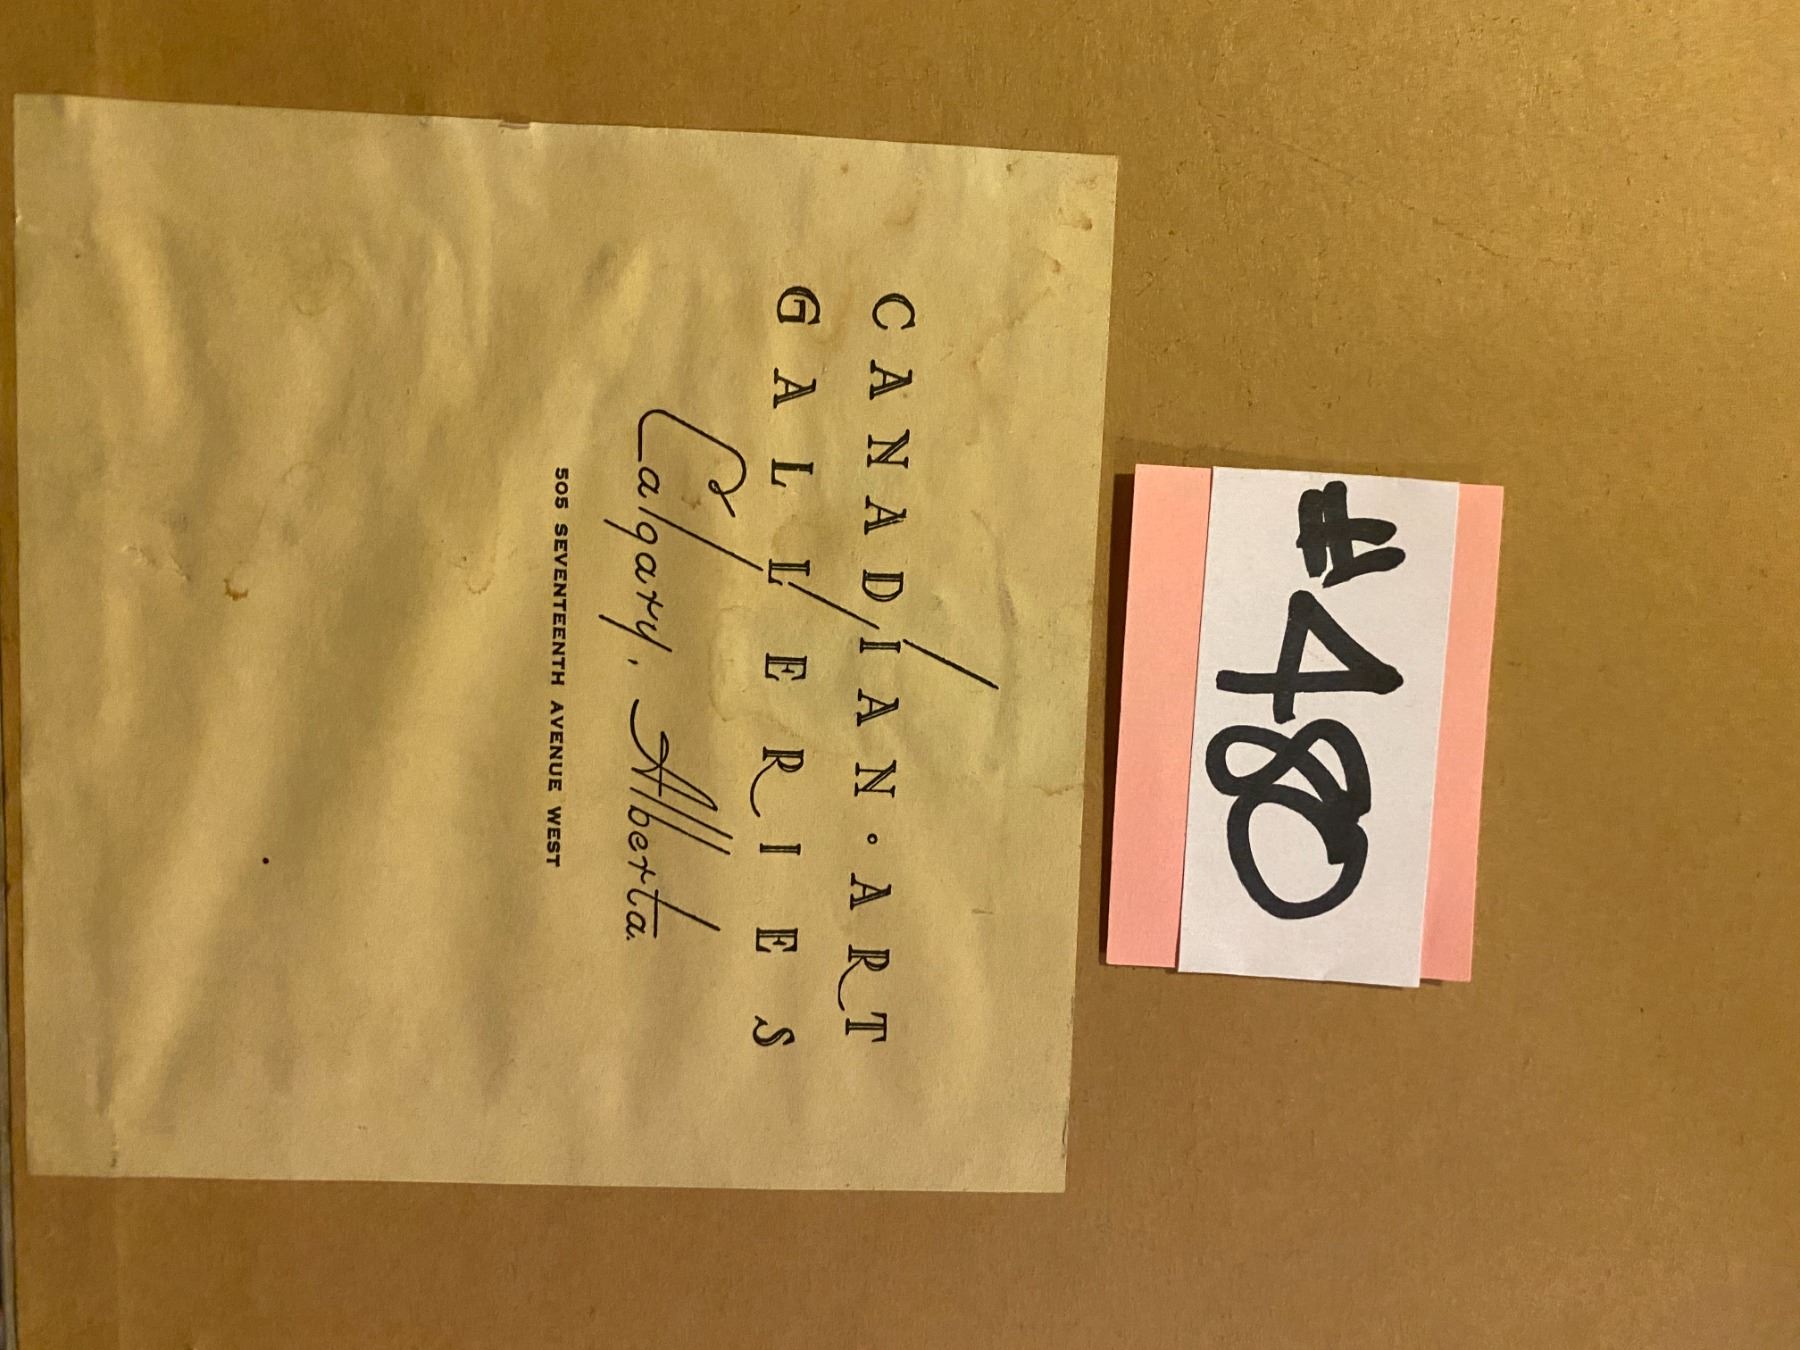 #480
CANADIAN · ART
GALLERIES
Calgary, Alberta.
505 SEVENTEENTH AVENUE WEST